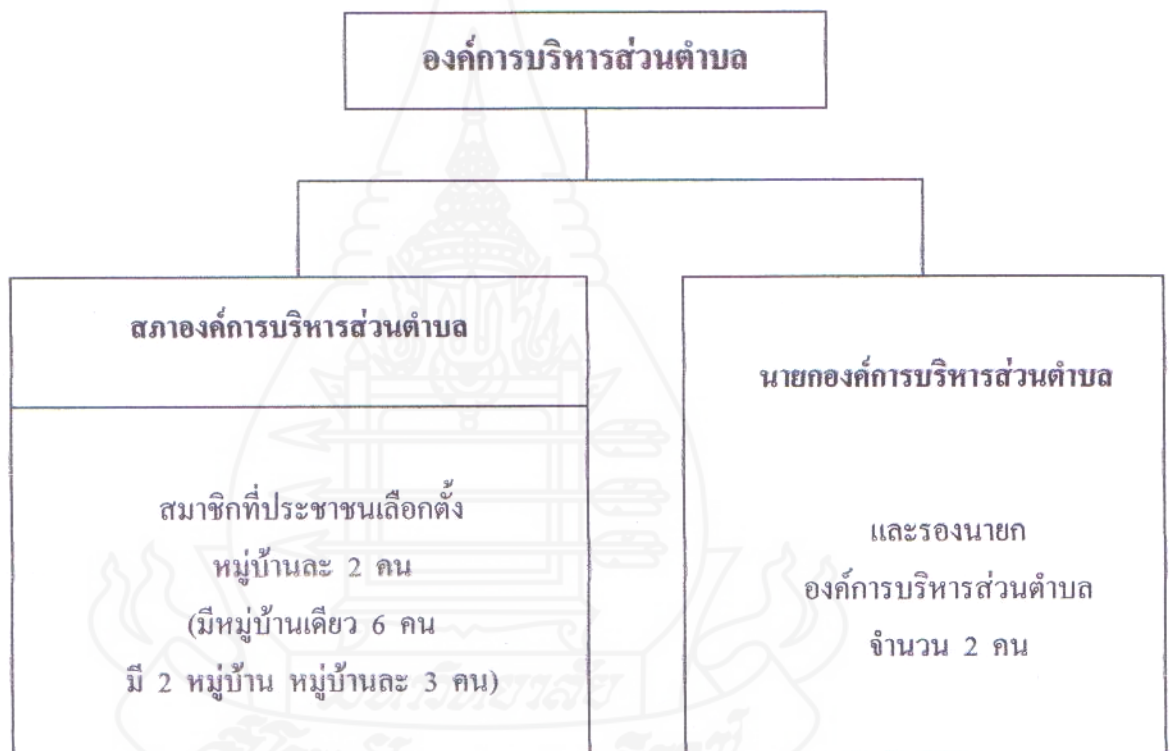 องค์การบริหารส่วนตำบล
สภาองค์การบริหารส่วนตำบล
สมาชิกที่ประชาชนเลือกตั้ง
หมู่บ้านละ 2 คน
(มีหมู่บ้านเดียว 6 คน
มี 2 หมู่บ้าน หมู่บ้านละ 3 คน)
นายกองค์การบริหารส่วนตำบล
และรองนายก
องค์การบริหารส่วนตำบล
จำนวน 2 คน